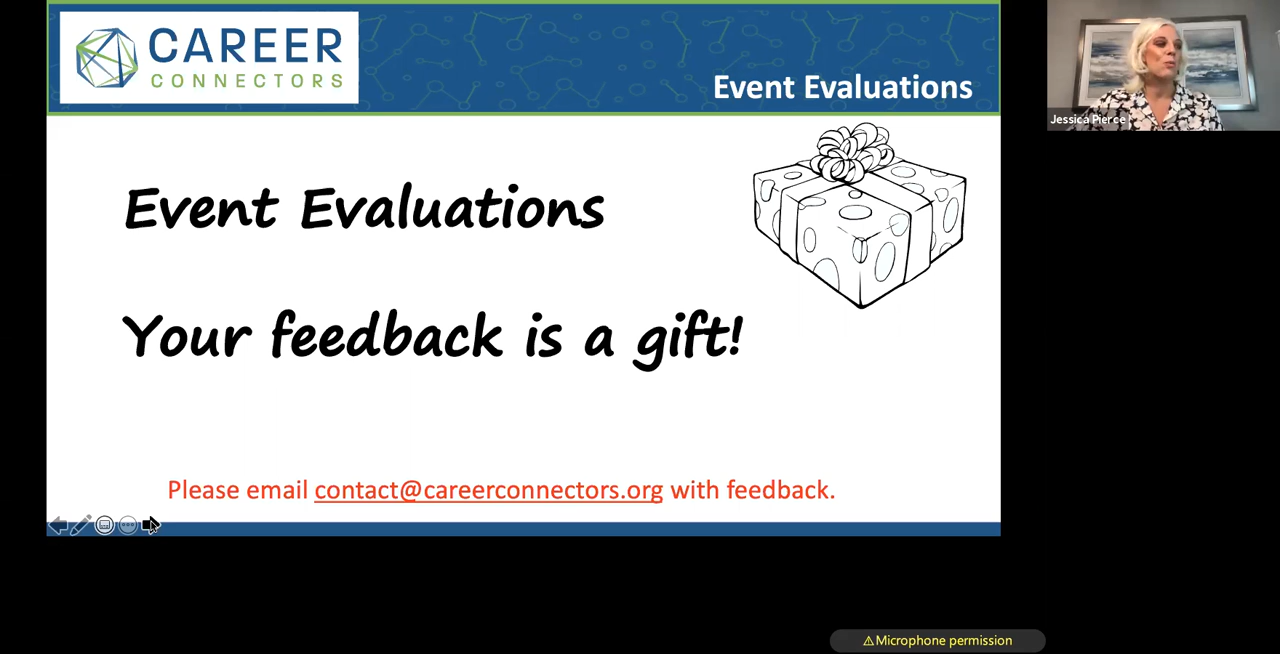 CAREER
CONNECTORS
Event Evaluations
Jessica Pierce
Event Evaluations
Your feedback is a gift!
Please email contact@careerconnectors.org with feedback.
⚠Microphone permission